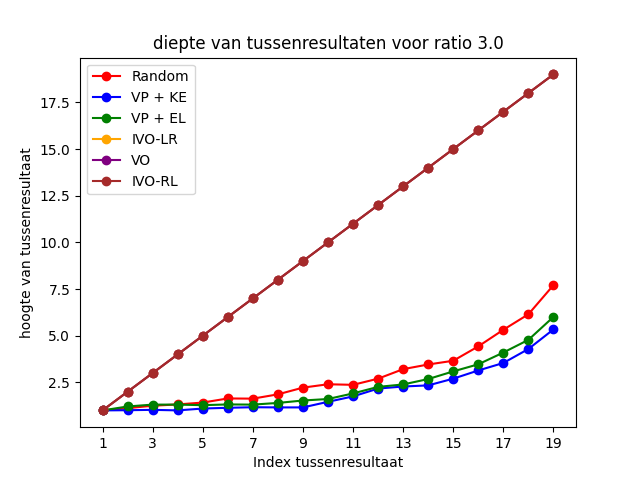 diepte van tussenresultaten voor ratio 3.0
Random
VP + KE
VP + EL
IVO-LR
VO
IVO-RL
hoogte van tussenresultaat
17.5
15.0
12.5
10.0
7.5
5.0
2.5
1 3 5 7 9 11 13 15 17 19
Index tussenresultaat